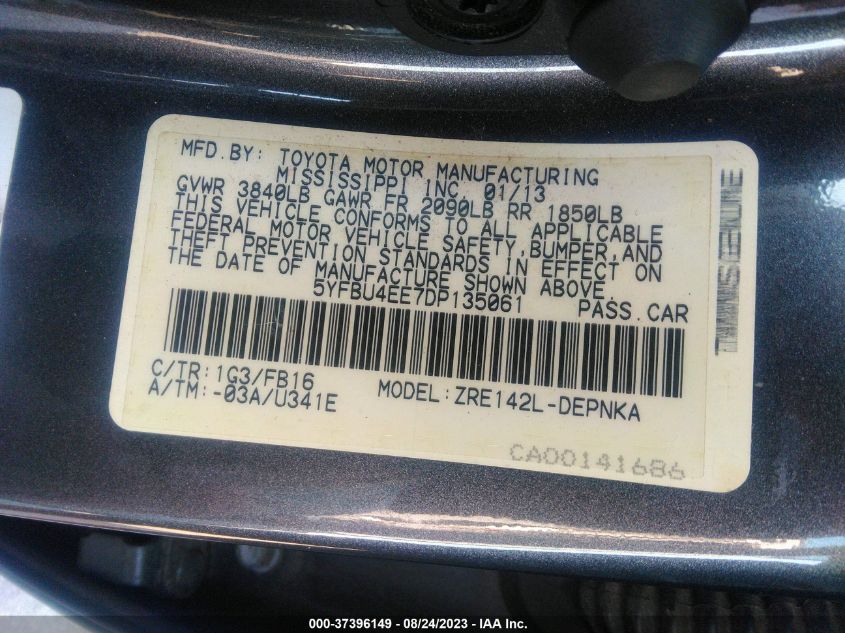 MFD.BY: TOYOTA MOTOR MANUFACTURING
MISSISSIPPI INC. 01/13
GVWR 3840LB GAWR FR 2090LB RR 1850LB
THIS VEHICLE CONFORMS TO ALL APPLICABLE
FEDERAL MOTOR VEHICLE SAFETY,BUMPER,AND
THEFT PREVENTION STANDARDS IN EFFECT ON
THE DATE OF MANUFACTURE SHOWN ABOVE.
5YFBU4EE7DP135061 PASS.CAR
C/TR:1G3/FB16
A/TM:-03A/U341E MODEL:ZRE142L-DEPNKA
CA00141686
000-37396149 - 08/24/2023 - www.iaai.com